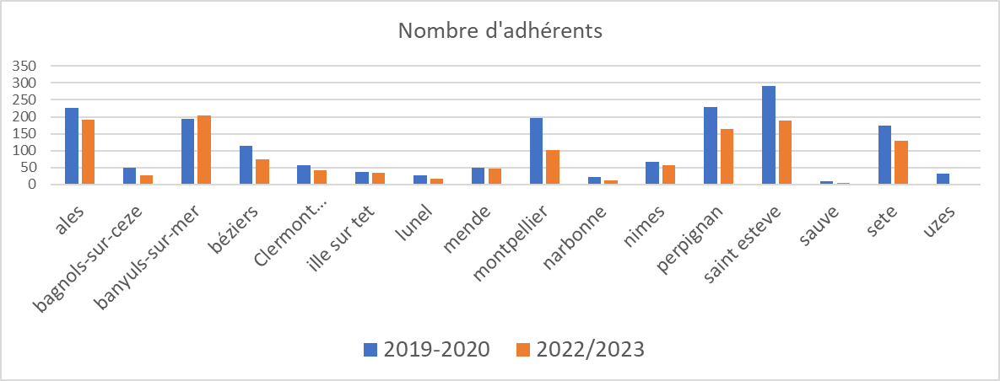 Nombre d'adhérents
350
300
250
200
150
100
50
0
ales
bagnols-sur-ceze
banyuls-sur-mer
béziers
Clermont...
ille sur tet
lunel
mende
montpellier
narbonne
nimes
perpignan
saint esteve
sauve
sete
uzes
2019-2020 2022/2023